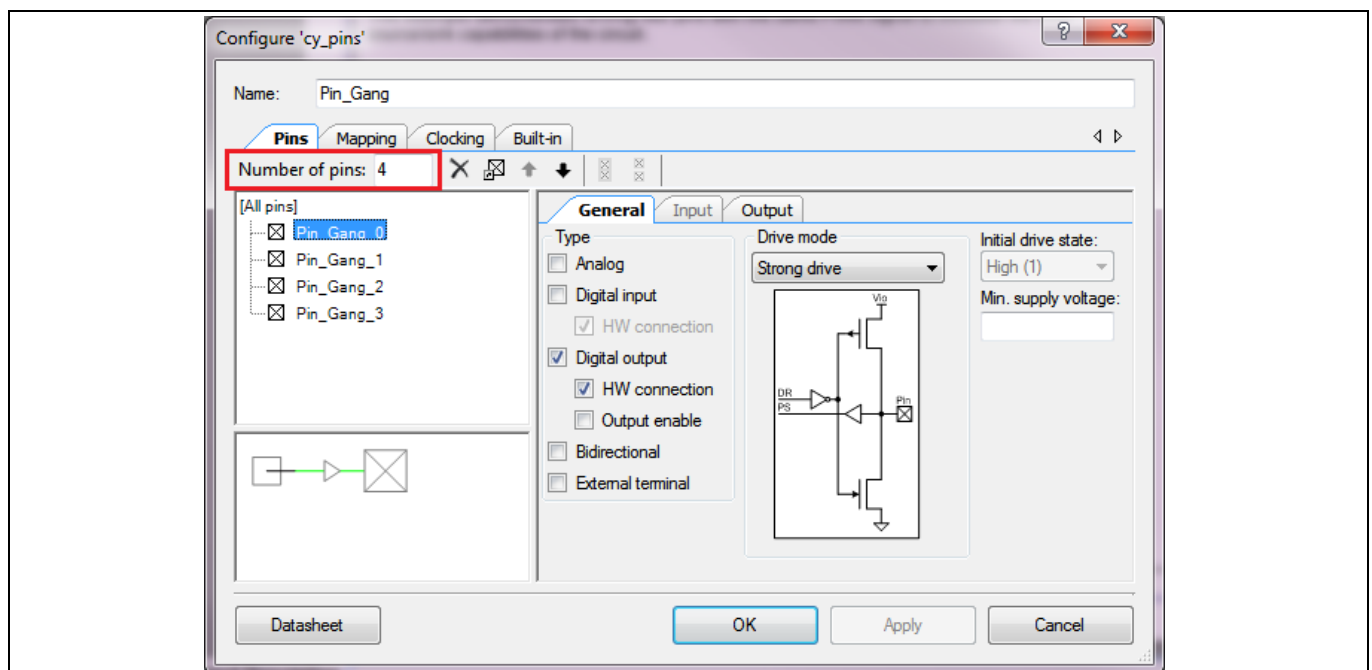 Configure 'cy_pins'
Name: Pin_Gang
Pins Mapping Clocking Built-in
Number of pins: 4
[All pins]
Pin_Gang_0
Pin_Gang_1
Pin_Gang_2
Pin_Gang_3
General Input Output
Type
Analog
Digital input
HW connection
Digital output
HW connection
Output enable
Bidirectional
External terminal
Drive mode
Strong drive
Vio
DR
PS
Pin
Initial drive state:
High (1)
Min. supply voltage:
Datasheet
OK
Apply
Cancel